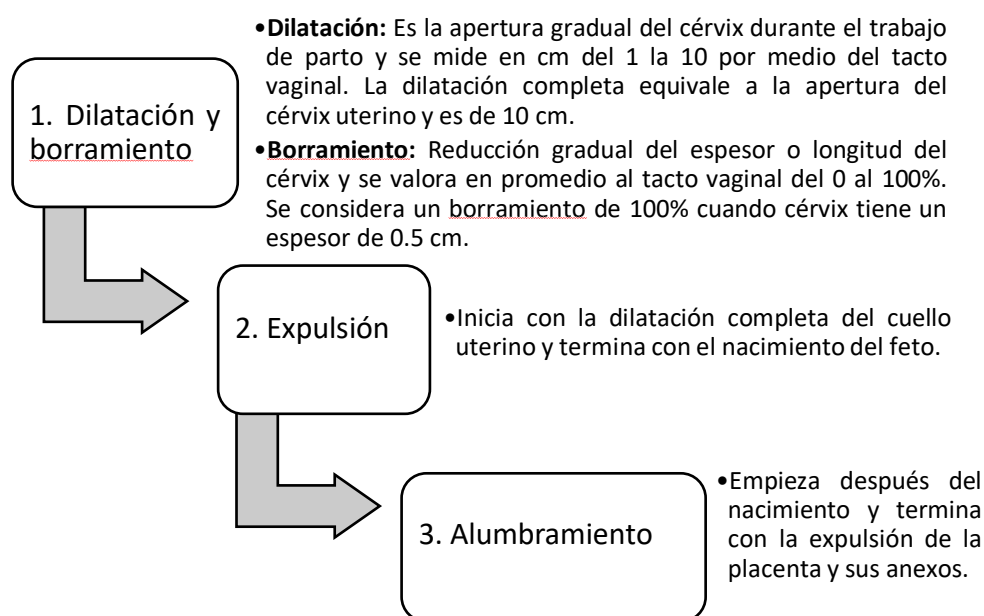 •Dilatación: Es la apertura gradual del cérvix durante el trabajo
de parto y se mide en cm del 1 la 10 por medio del tacto
vaginal. La dilatación completa equivale a la apertura del
cérvix uterino y es de 10 cm.
1. Dilatación y
borramiento
•Borramiento: Reducción gradual del espesor o longitud del
cérvix y se valora en promedio al tacto vaginal del 0 al 100%.
Se considera un borramiento de 100% cuando cérvix tiene un
espesor de 0.5 cm.
2. Expulsión
•Inicia con la dilatación completa del cuello
uterino y termina con el nacimiento del feto.
3. Alumbramiento
•Empieza después del
nacimiento y termina
con la expulsión de la
placenta y sus anexos.